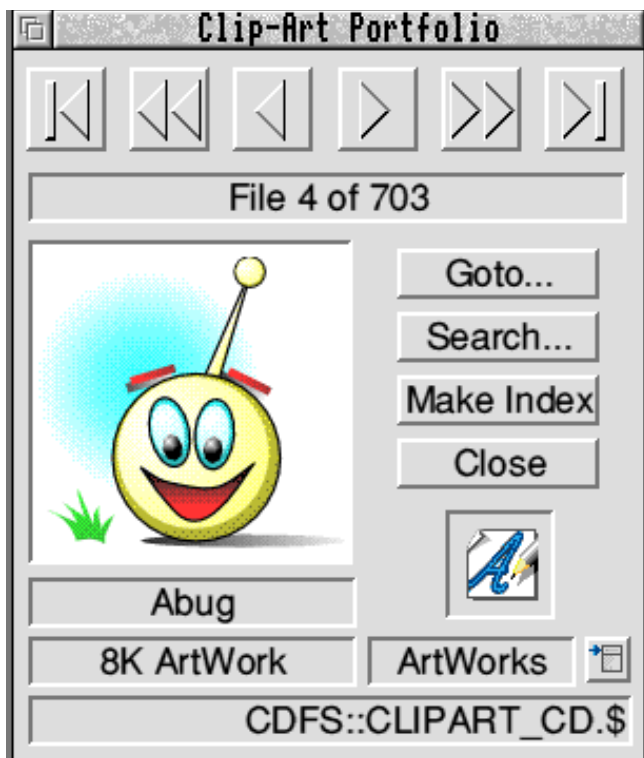 Clip-Art Portfolio
File 4 of 703
Goto...
Search...
Make Index
Close
Abug
8K ArtWork
ArtWorks
CDFS::CLIPART_CD.$